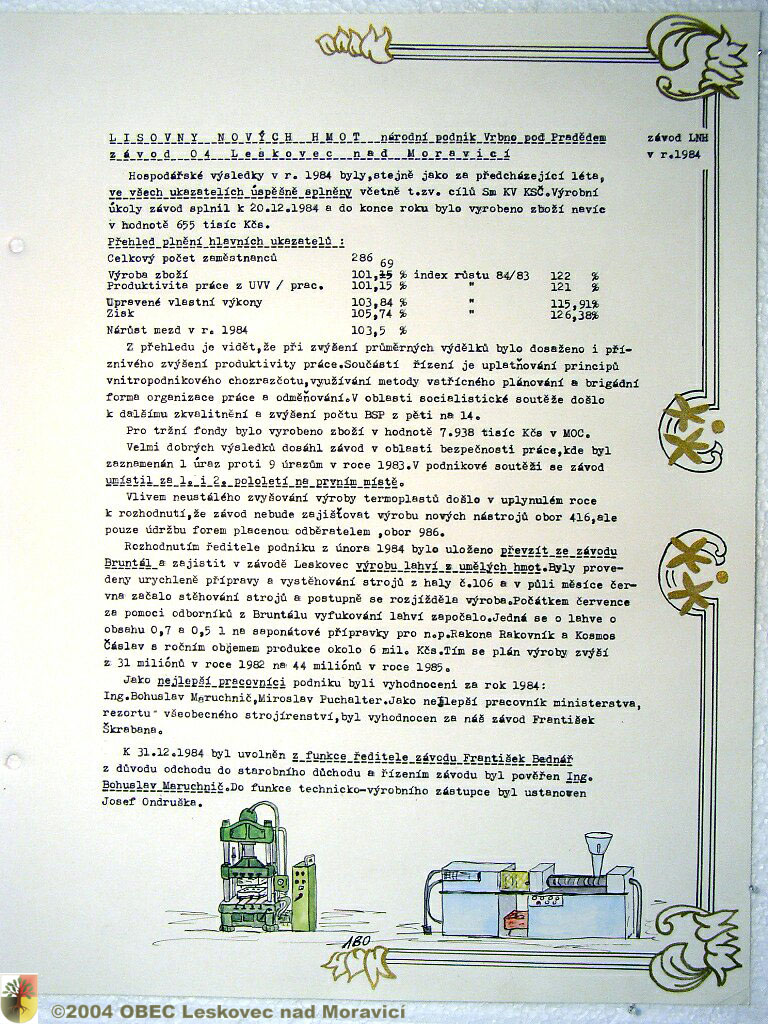 LISOVNY NOVÝCH HMOT národní podnik Vrbno pod Pradědem
závod 04 Leskovec nad Moravicí
závod LNH
v r.1984
Hospodářské výsledky v r. 1984 byly,stejně jako za předcházející léta,
ve všech ukazatelích úspěšně splněny včetně t.zv. cílů Sm KV KSČ.Výrobní
úkoly závod splnil k 20.12.1984 a do konce roku bylo vyrobeno zboží navíc
v hodnotě 655 tisíc Kčs.
Přehled plnění hlavních ukazatelů :
Celkový počet zaměstnanců 286
69
Výroba zboží 101,15 % index růstu 84/83 122 %
Produktivita práce z UVV / prac. 101,15 % " 121 %
Upravené vlastní výkony 103,84 % " 115,91%
Zisk 105,74 % " 126,38%
Nárůst mezd v r. 1984 103,5 %
Z přehledu je vidět,že při zvýšení průměrných výdělků bylo dosaženo i pří-
znivého zvýšení produktivity práce.Součástí řízení je uplatňování principů
vnitropodnikového chozrazčotu,využívání metody vstřícného plánování a brigádní
forma organizace práce a odměňování.V oblasti socialistické soutěže došlo
k dalšímu zkvalitnění a zvýšení počtu BSP z pěti na 14.
Pro tržní fondy bylo vyrobeno zboží v hodnotě 7.938 tisíc Kčs v MOC.
Velmi dobrých výsledků dosáhl závod v oblasti bezpečnosti práce,kde byl
zaznamenán 1 úraz proti 9 úrazům v roce 1983.V podnikové soutěži se závod
umístil za 1. i 2. pololetí na prvním místě.
Vlivem neustálého zvyšování výroby termoplastů došlo v uplynulém roce
k rozhodnutí,že závod nebude zajišťovat výrobu nových nástrojů obor 416,ale
pouze údržbu forem placenou odběratelem ,obor 986.
Rozhodnutím ředitele podniku z února 1984 bylo uloženo převzít ze závodu
Bruntál a zajistit v závodě Leskovec výrobu lahví z umělých hmot.Byly prove-
deny urychleně přípravy a vystěhování strojů z haly č.106 a v půli měsíce čer-
vna začalo stěhování strojů a postupně se rozjížděla výroba.Počátkem července
za pomoci odborníků z Bruntálu vyfukování lahví započalo.Jedná se o lahve o
obsahu 0,7 a 0,5 l na saponátové přípravky pro n.p.Rakona Rakovník a Kosmos
Čáslav s ročním objemem produkce okolo 6 mil. Kčs.Tím se plán výroby zvýší
z 31 miliónů v roce 1982 na 44 miliónů v roce 1985.
Jako nejlepší pracovníci podniku byli vyhodnoceni za rok 1984:
Ing.Bohuslav Maruchnič,Miroslav Puchalter.Jako nejlepší pracovník ministerstva,
rezortu všeobecného strojírenství,byl vyhodnocen za náš závod František
Škrabana.
K 31.12.1984 byl uvolněn z funkce ředitele závodu František Bednář
z důvodu odchodu do starobního důchodu a řízením závodu byl pověřen Ing.
Bohuslav Maruchnič.Do funkce technicko-výrobního zástupce byl ustanoven
Josef Ondruška.
ABO
©2004 OBEC Leskovec nad Moravicí